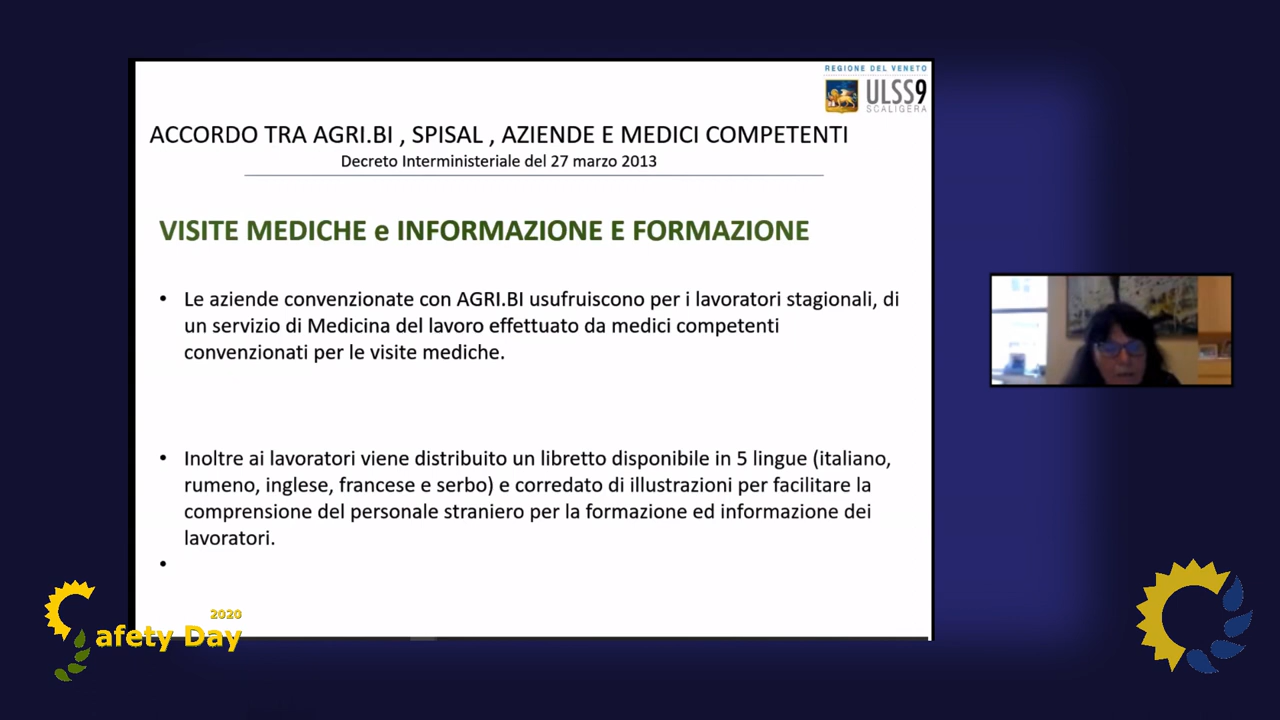 REGIONE DEL VENETO
ULSS9
SCALIGERA
ACCORDO TRA AGRI.BI , SPISAL , AZIENDE E MEDICI COMPETENTI
Decreto Interministeriale del 27 marzo 2013
VISITE MEDICHE e INFORMAZIONE E FORMAZIONE
• Le aziende convenzionate con AGRI.BI usufruiscono per i lavoratori stagionali, di
un servizio di Medicina del lavoro effettuato da medici competenti
convenzionati per le visite mediche.
• Inoltre ai lavoratori viene distribuito un libretto disponibile in 5 lingue (italiano,
rumeno, inglese, francese e serbo) e corredato di illustrazioni per facilitare la
comprensione del personale straniero per la formazione ed informazione dei
lavoratori.
•
2020
Safety Day